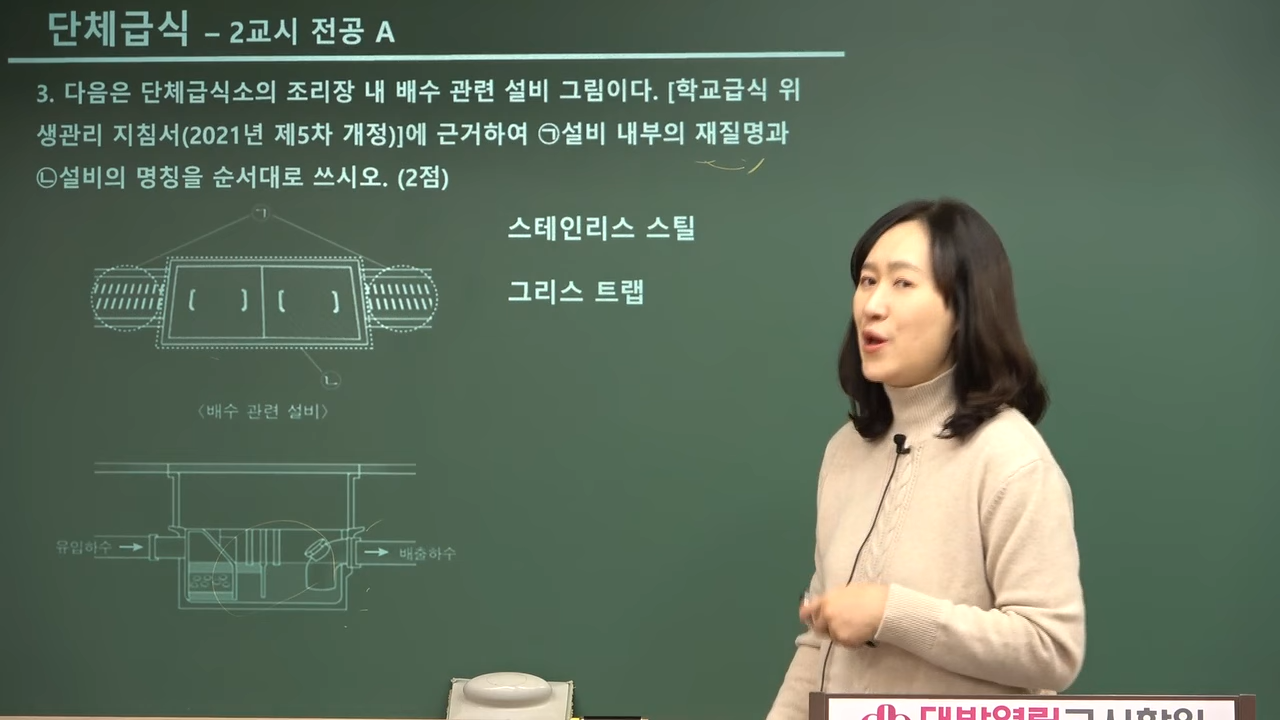 단체급식 – 2교시 전공 A
3. 다음은 단체급식소의 조리장 내 배수 관련 설비 그림이다. [학교급식 위
생관리 지침서(2021년 제5차 개정)]에 근거하여 ㉠설비 내부의 재질명과
㉡설비의 명칭을 순서대로 쓰시오. (2점)
㉠
스테인리스 스틸
그리스 트랩
㉡
〈배수 관련 설비〉
유입하수
배출하수